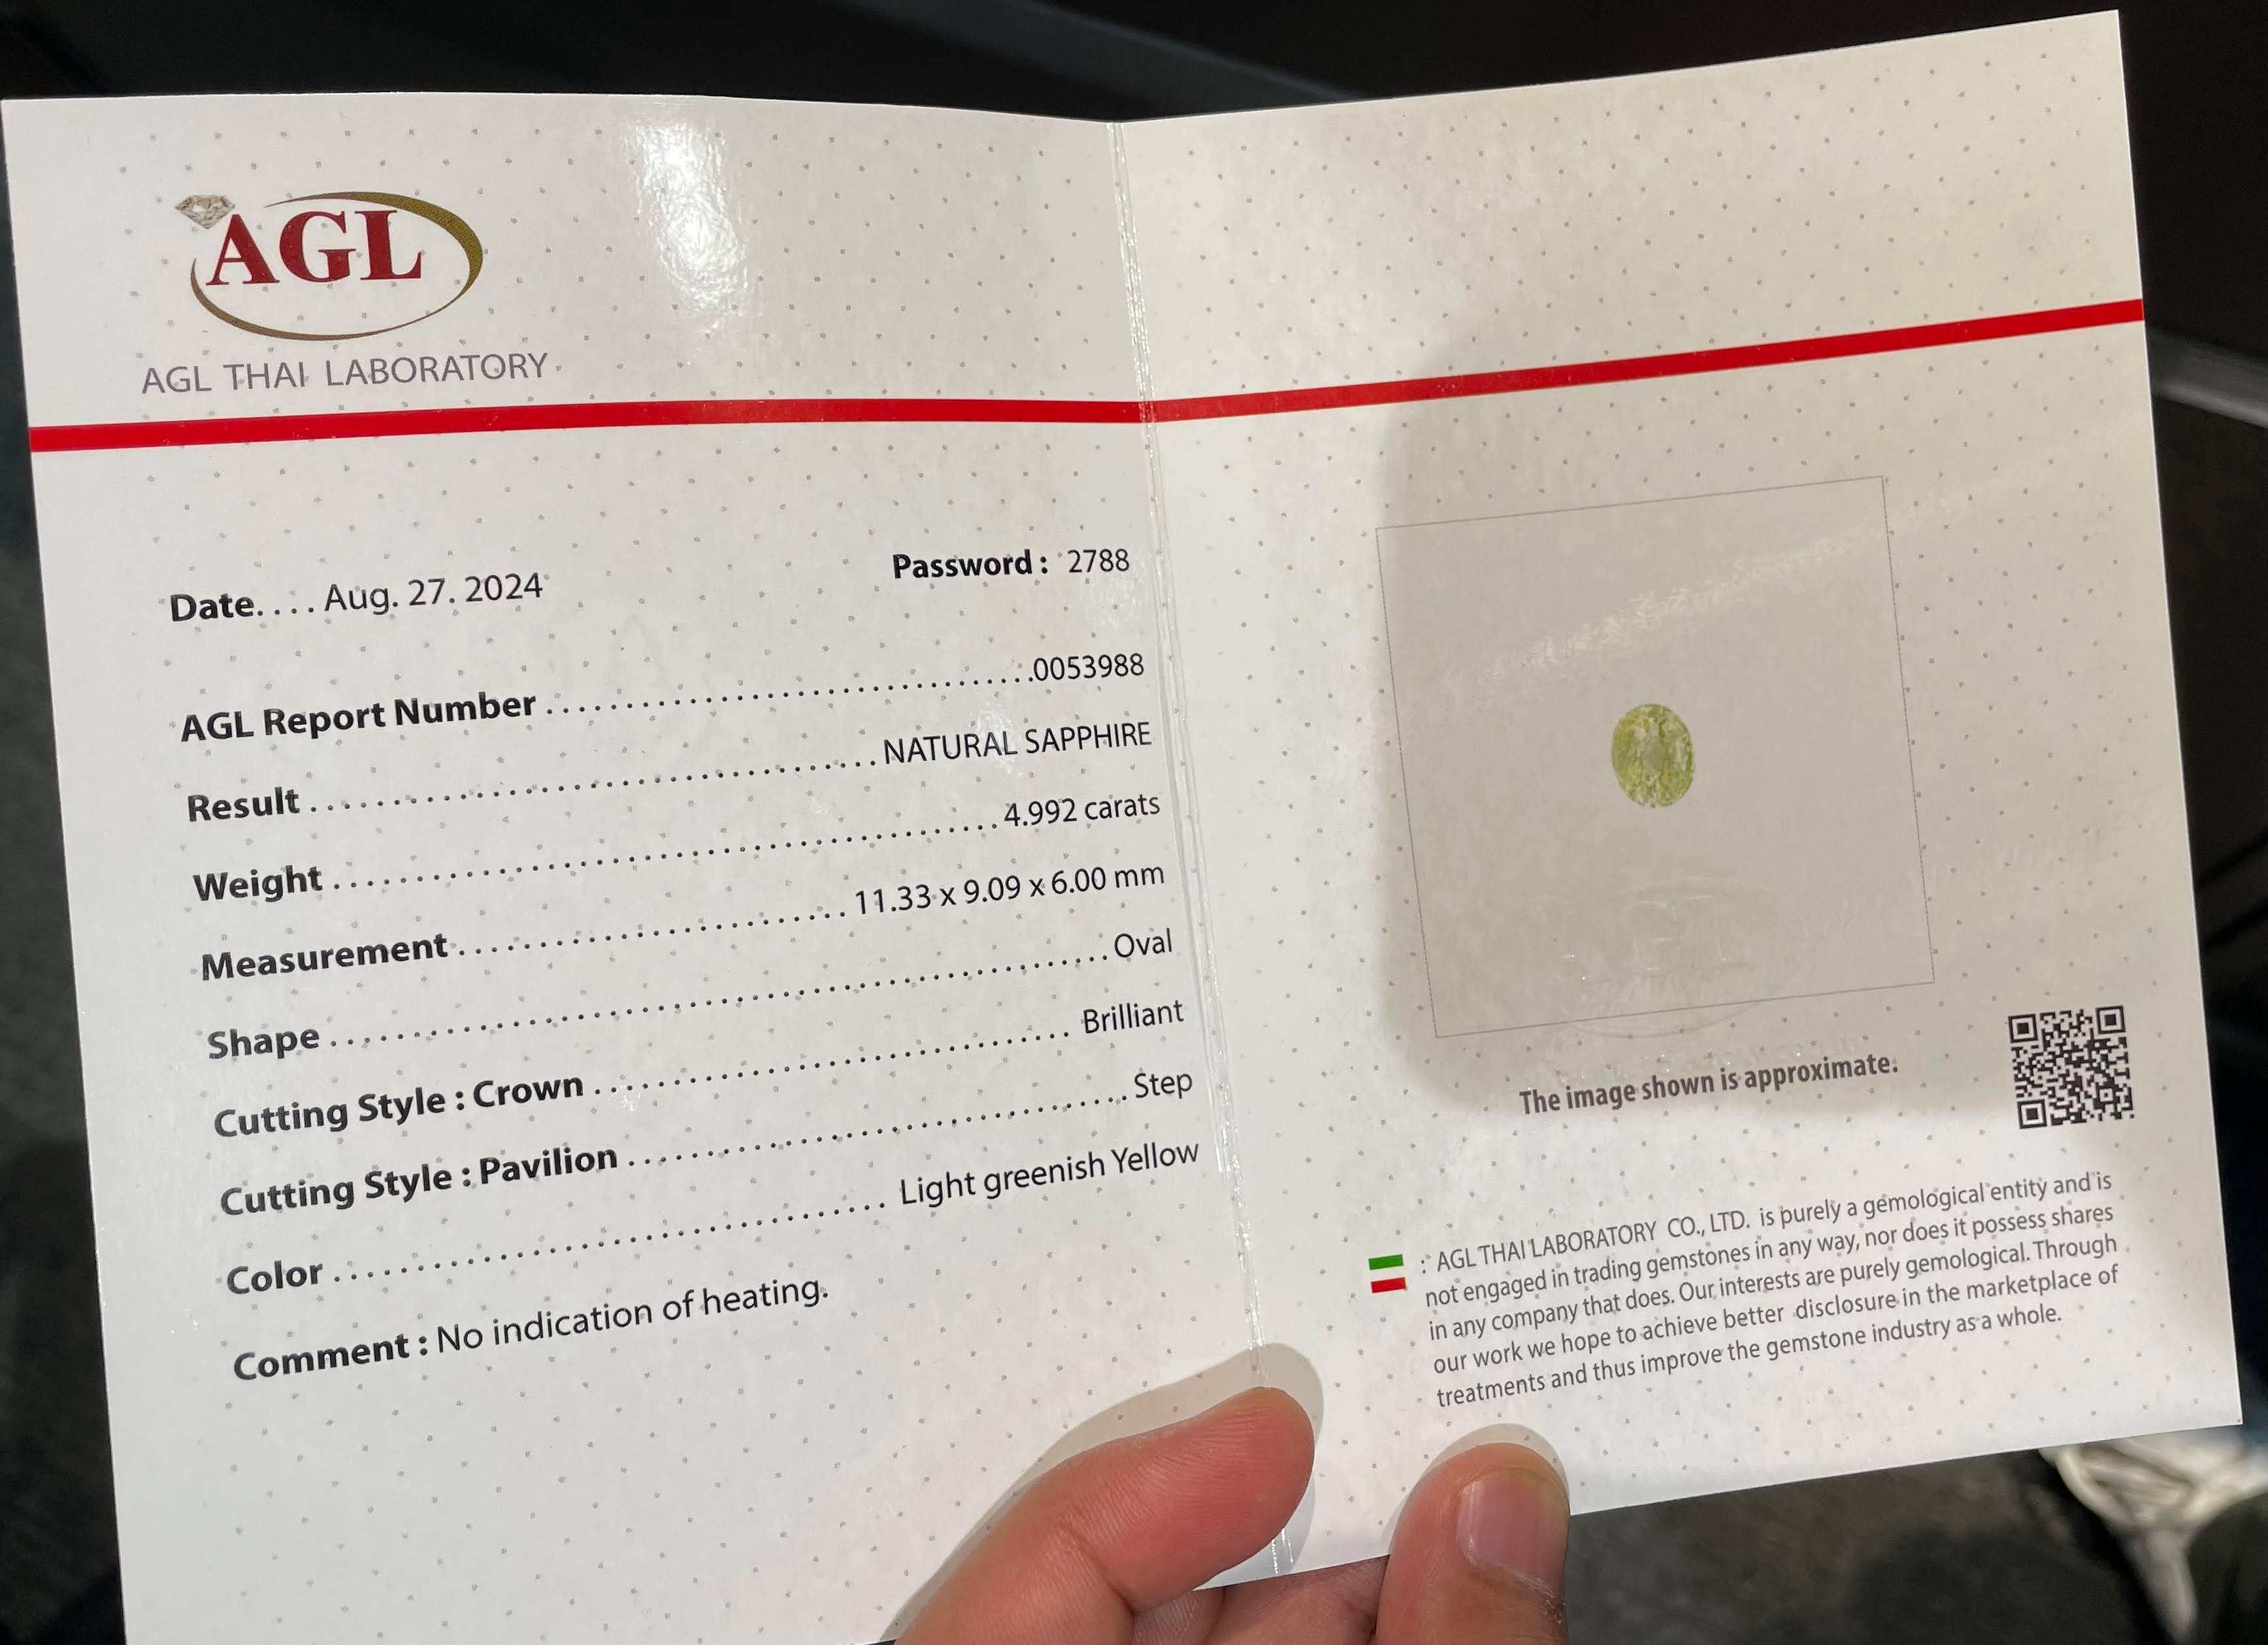 AGL
AGL THAI LABORATORY
Date.... Aug. 27. 2024
Password : 2788
AGL Report Number ........................................0053988
Result ..................................................NATURAL SAPPHIRE
Weight ..................................................4.992 carats
Measurement ........................................11.33 x 9.09 x 6.00 mm
Shape ..................................................Oval
Cutting Style : Crown ........................................Brilliant
Cutting Style : Pavilion ........................................Step
Color ........................................Light greenish Yellow
Comment : No indication of heating.
The image shown is approximate.
: AGL THAI LABORATORY CO., LTD. is purely a gemological entity and is
not engaged in trading gemstones in any way, nor does it possess shares
in any company that does. Our interests are purely gemological. Through
our work we hope to achieve better disclosure in the marketplace of
treatments and thus improve the gemstone industry as a whole.